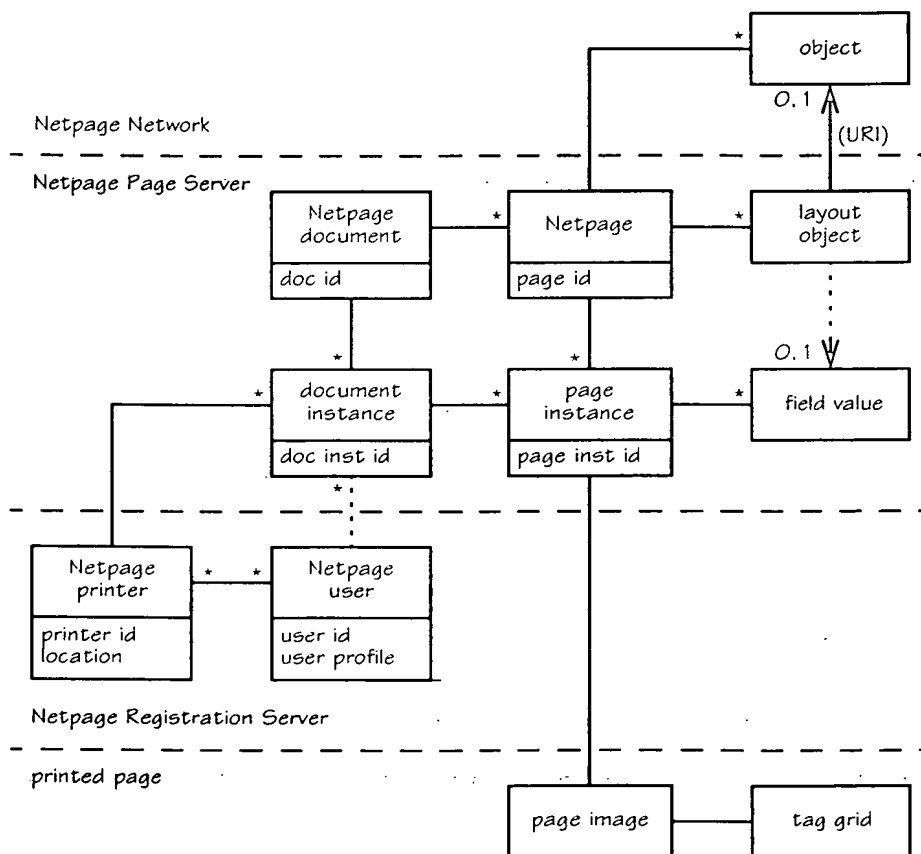 *
object
0.1
Netpage Network
(URI)
Netpage Page Server
Netpage
document
*
Netpage
*
layout
object
doc id
page id
*
*
0.1
*
document
instance
*
page
instance
*
field value
doc inst id
page inst id
*
Netpage
printer
*
*
Netpage
user
printer id
location
user id
user profile
Netpage Registration Server
printed page
page image
tag grid